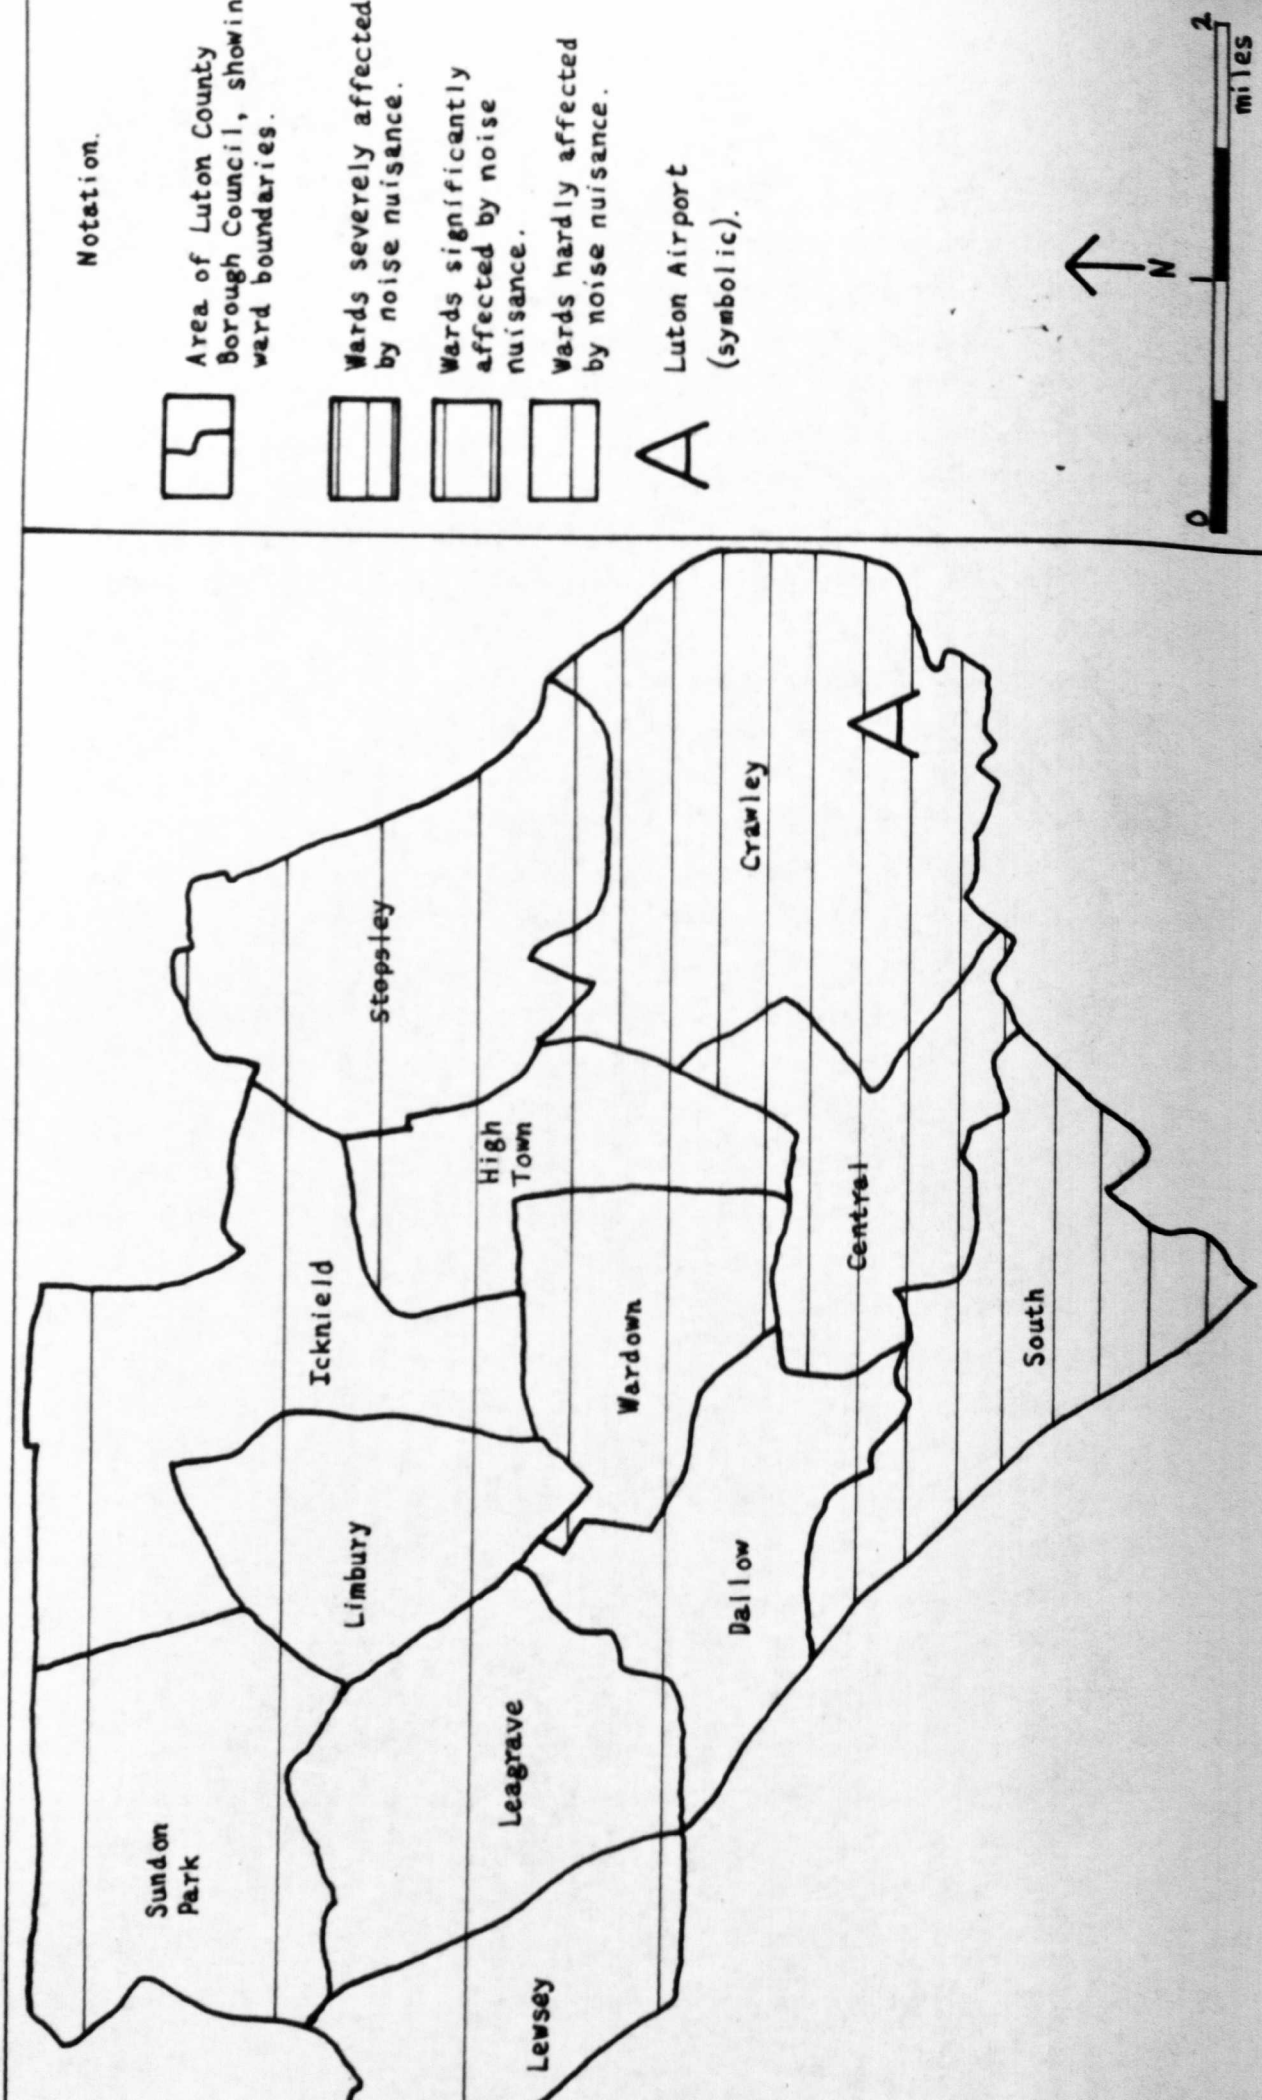 Notation.
Area of Luton County
Borough Council, showin
ward boundaries.
Wards severely affected
by noise nuisance.
Wards significantly
affected by noise
nuisance.
Wards hardly affected
by noise nuisance.
A
Luton Airport
(symbolic).
N
0
1
2
miles
Sundon
Park
Icknield
Limbury
Stopsley
High
Town
Leagrave
Lewsey
Wardown
Dallow
Crawley
A
Central
South